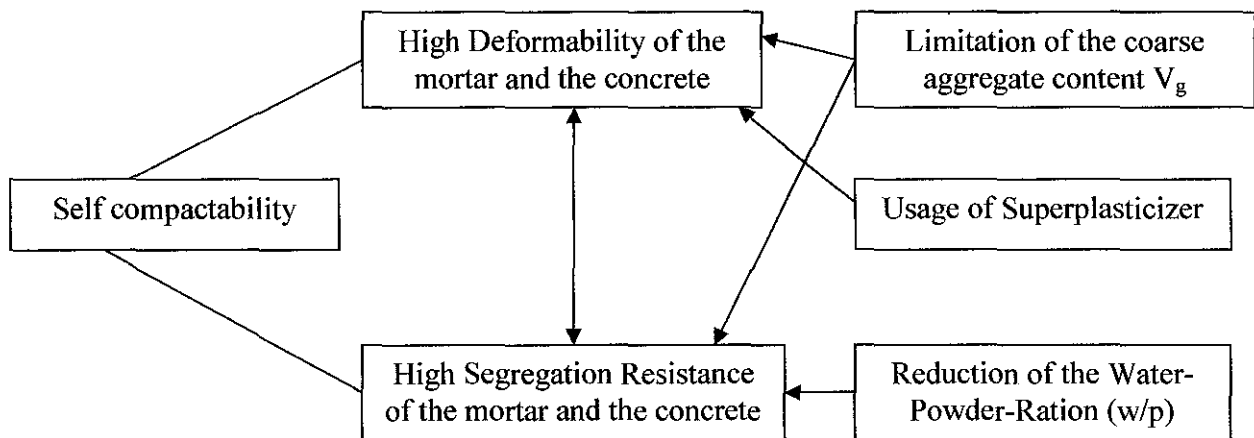 High Deformability of the
mortar and the concrete
Limitation of the coarse
aggregate content Vg
Self compactability
Usage of Superplasticizer
High Segregation Resistance
of the mortar and the concrete
Reduction of the Water-
Powder-Ration (w/p)